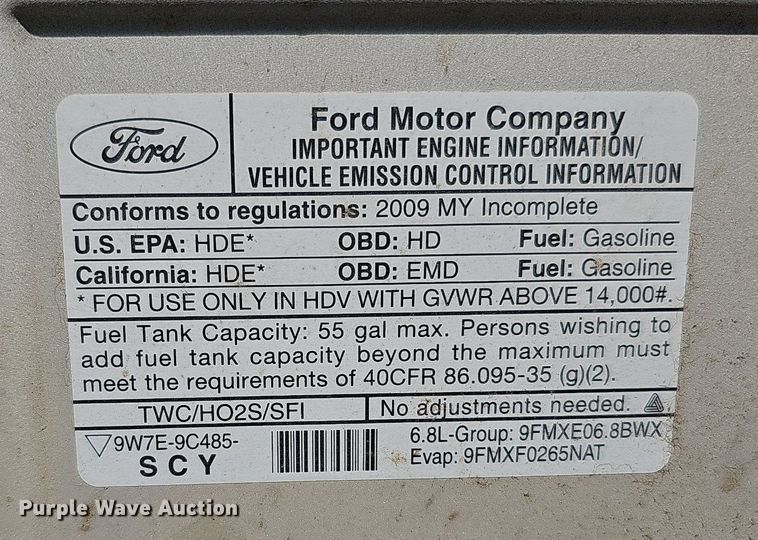 Ford
Ford Motor Company
IMPORTANT ENGINE INFORMATION/
VEHICLE EMISSION CONTROL INFORMATION
Conforms to regulations: 2009 MY Incomplete
U.S. EPA: HDE* OBD: HD Fuel: Gasoline
California: HDE* OBD: EMD Fuel: Gasoline
* FOR USE ONLY IN HDV WITH GVWR ABOVE 14,000#.
Fuel Tank Capacity: 55 gal max. Persons wishing to
add fuel tank capacity beyond the maximum must
meet the requirements of 40CFR 86.095-35 (g)(2).
TWC/HO2S/SFI No adjustments needed.
9W7E-9C485- 6.8L-Group: 9FMXE06.8BWX
SCY Evap: 9FMXF0265NAT
Purple Wave Auction